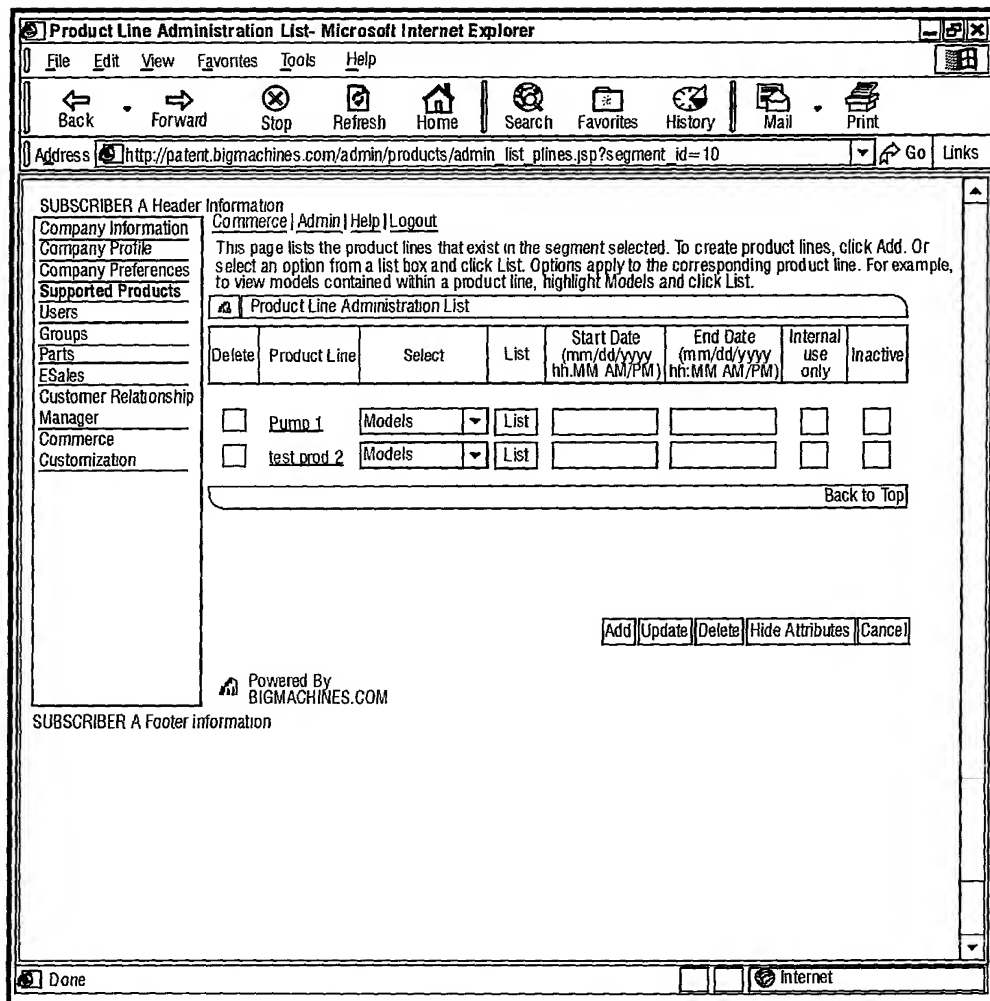 Product Line Administration List- Microsoft Internet Explorer
File Edit View Favorites Tools Help
Back Forward Stop Refresh Home Search Favorites History Mail Print
Address http://patent.bigmachines.com/admin/products/admin_list_plines.jsp?segment_id=10 Go Links
SUBSCRIBER A Header Information
Commerce | Admin | Help | Logout
Company Information
Company Profile
Company Preferences
Supported Products
Users
Groups
Parts
ESales
Customer Relationship
Manager
Commerce
Customization
This page lists the product lines that exist in the segment selected. To create product lines, click Add. Or
select an option from a list box and click List. Options apply to the corresponding product line. For example,
to view models contained within a product line, highlight Models and click List.
Product Line Administration List
Delete Product Line Select List Start Date (mm/dd/yyyy hh.MM AM/PM) End Date (mm/dd/yyyy hh:MM AM/PM) Internal use only Inactive
Pump 1 Models List
test prod 2 Models List
Back to Top
Add Update Delete Hide Attributes Cancel
Powered By
BIGMACHINES.COM
SUBSCRIBER A Footer information
Done Internet